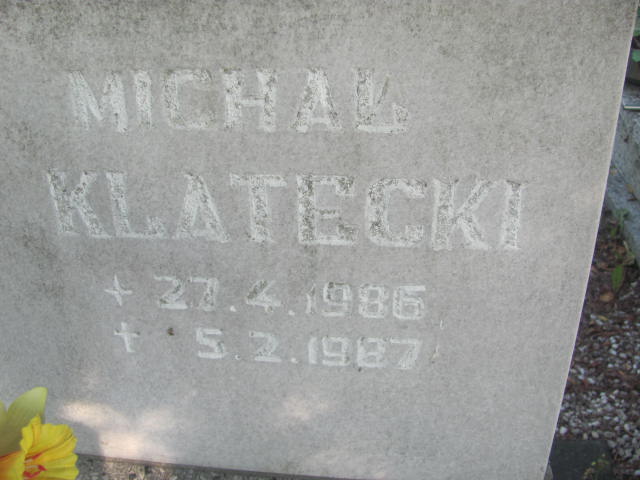 MICHAŁ
KLATECKI
+ 27.4.1986
† 5.2.1987